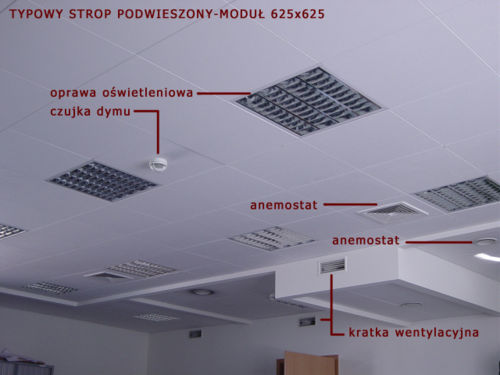 TYPOWY STROP PODWIESZONY-MODUŁ 625x625
oprawa oświetleniowa
czujka dymu
anemostat
anemostat
kratka wentylacyjna